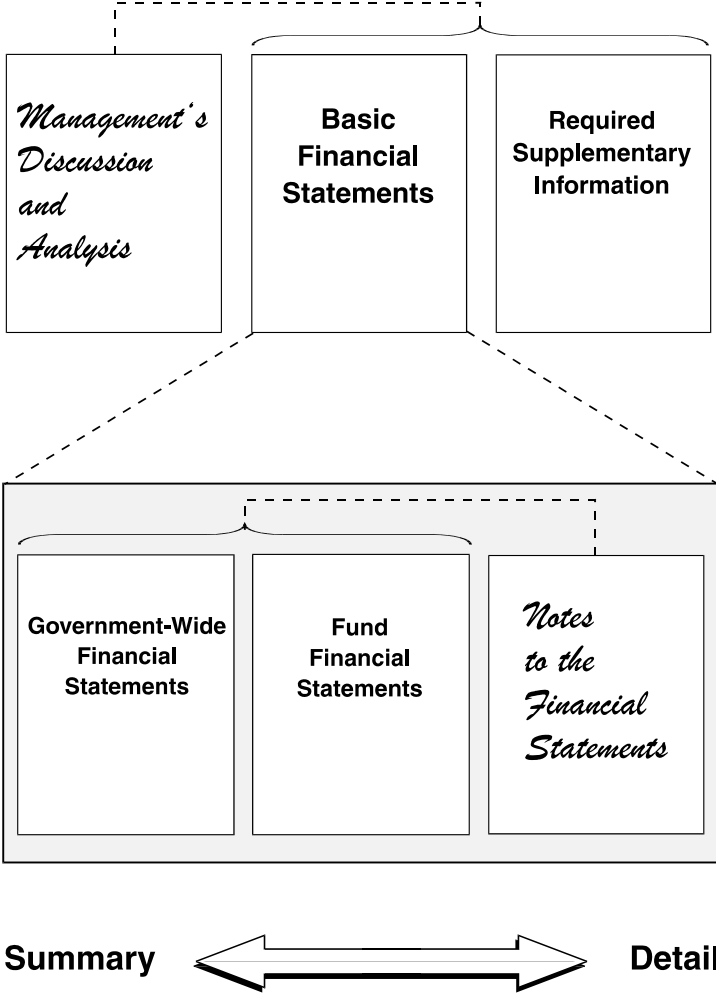 Management‘s
Discussion
and
Analysis
Basic
Financial
Statements
Required
Supplementary
Information
Government-Wide
Financial
Statements
Fund
Financial
Statements
Notes
to the
Financial
Statements
Summary
Detail